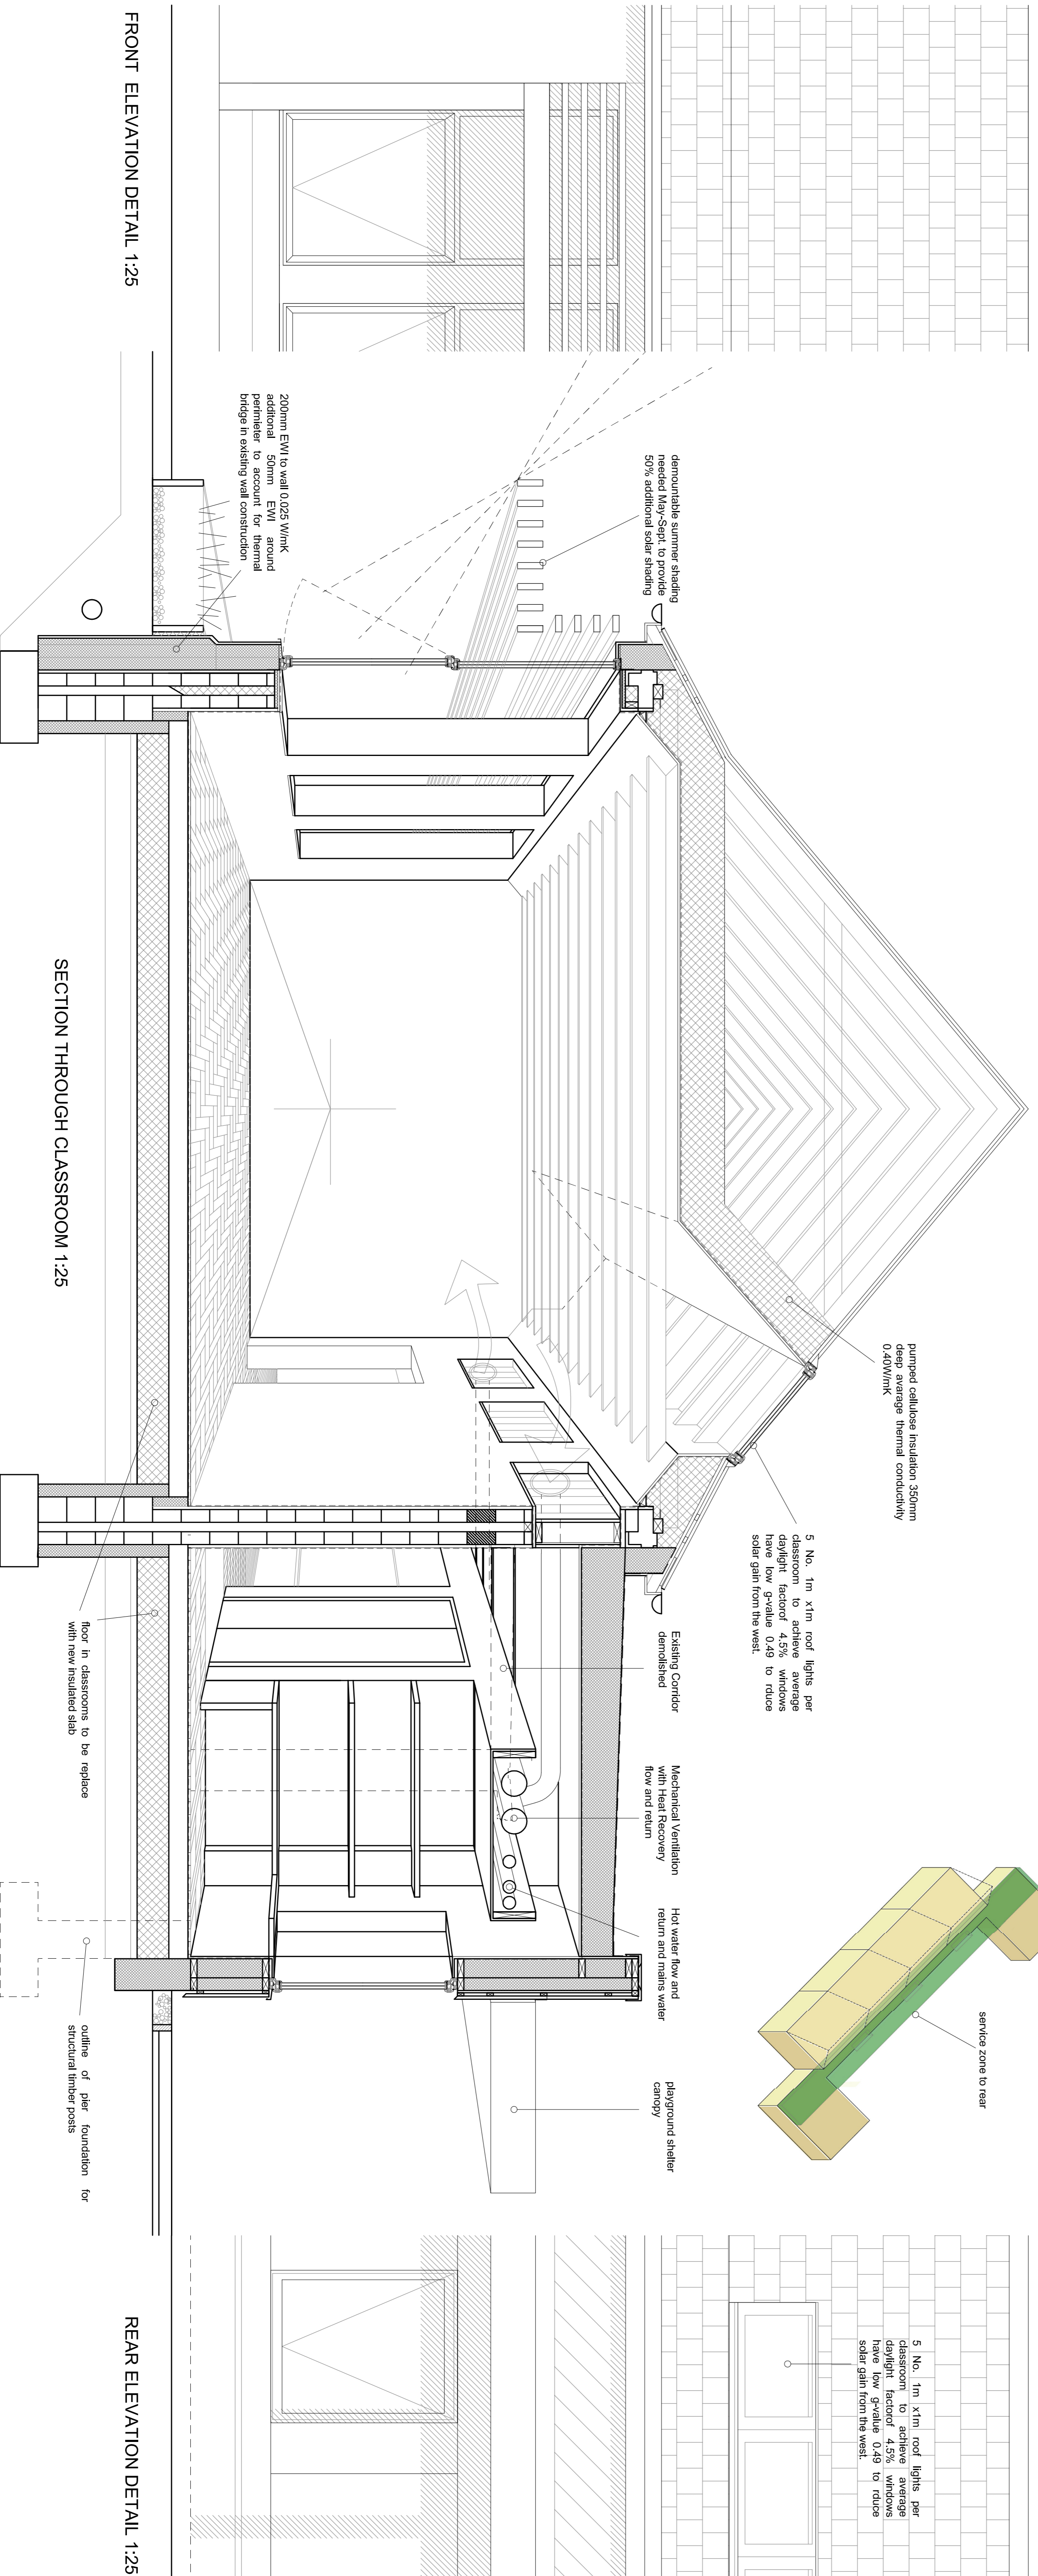 FRONT ELEVATION DETAIL 1:25
200mm EWI to wall 0.025 W/mK
additonal 50mm EWI around
perimieter to account for thermal
bridge in existing wall construction
demountable summer shading
needed May-Sept. to provide
50% additional solar shading
SECTION THROUGH CLASSROOM 1:25
pumped cellulose insulation 350mm
deep avarage thermal conductivity
0.40W/mK
5 No. 1m x1m roof lights per
classroom to achieve average
daylight factorof 4.5% windows
have low g-value 0.49 to rduce
solar gain from the west.
floor in classrooms to be replace
with new insulated slab
Existing Corridor
demolished
Mechanical Ventilation
with Heat Recovery
flow and return
Hot water flow and
return and mains water
service zone to rear
playground shelter
canopy
outline of pier foundation for
structural timber posts
5 No. 1m x1m roof lights per
classroom to achieve average
daylight factorof 4.5% windows
have low g-value 0.49 to rduce
solar gain from the west.
REAR ELEVATION DETAIL 1:25